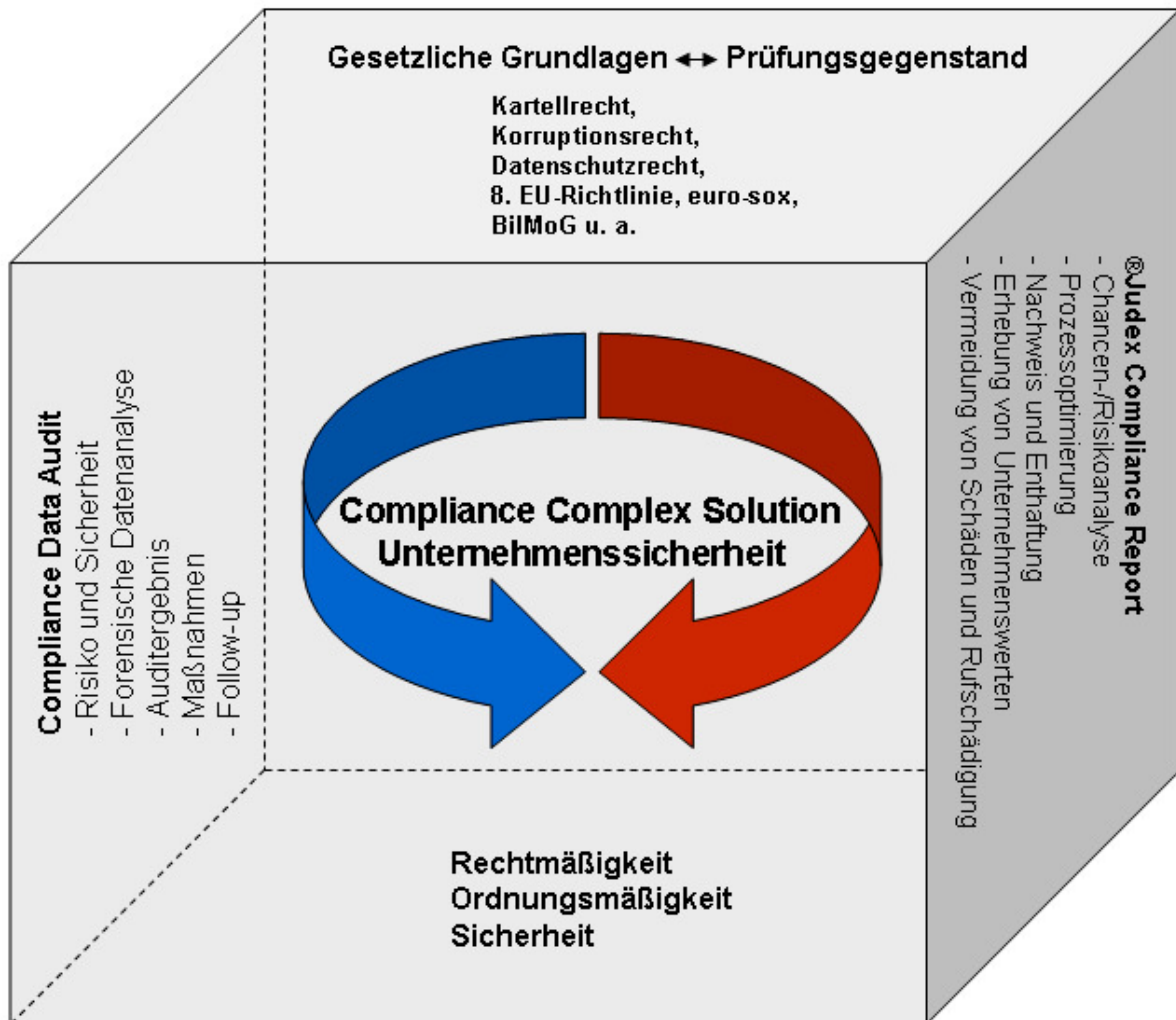 Gesetzliche Grundlagen ↔ Prüfungsgegenstand
Kartellrecht,
Korruptionsrecht,
Datenschutzrecht,
8. EU-Richtlinie, euro-sox,
BilMoG u. a.
Compliance Data Audit
- Risiko und Sicherheit
- Forensische Datenanalyse
- Auditergebnis
- Maßnahmen
- Follow-up
Compliance Complex Solution
Unternehmenssicherheit
®Judex Compliance Report
- Chancen-/Risikoanalyse
- Prozessoptimierung
- Nachweis und Enthaftung
- Erhebung von Unternehmenswerten
- Vermeidung von Schäden und Rufschädigung
Rechtmäßigkeit
Ordnungsmäßigkeit
Sicherheit